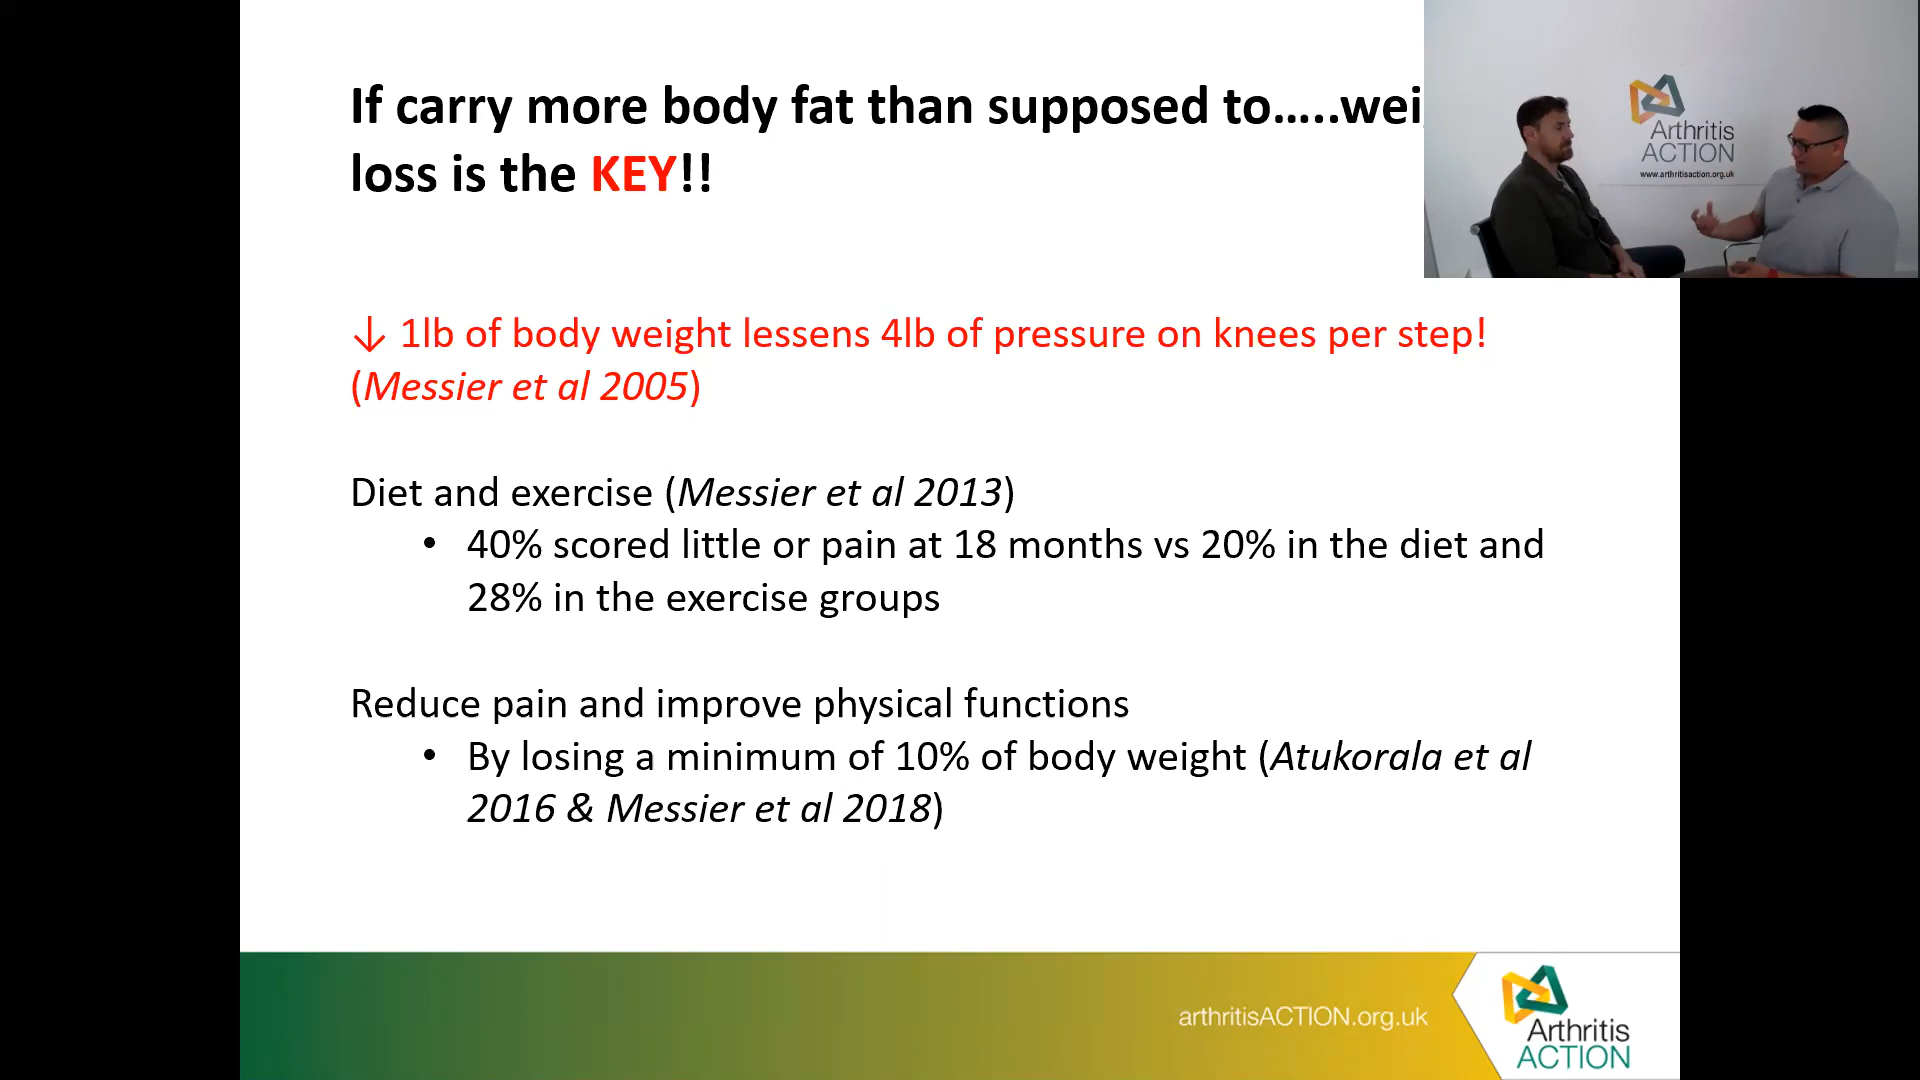 If carry more body fat than supposed to.....wei
loss is the KEY!!
Arthritis
ACTION
www.arthritisaction.org.uk
↓ 1lb of body weight lessens 4lb of pressure on knees per step!
(Messier et al 2005)
Diet and exercise (Messier et al 2013)
• 40% scored little or pain at 18 months vs 20% in the diet and
28% in the exercise groups
Reduce pain and improve physical functions
• By losing a minimum of 10% of body weight (Atukorala et al
2016 & Messier et al 2018)
arthritisACTION.org.uk
Arthritis
ACTION